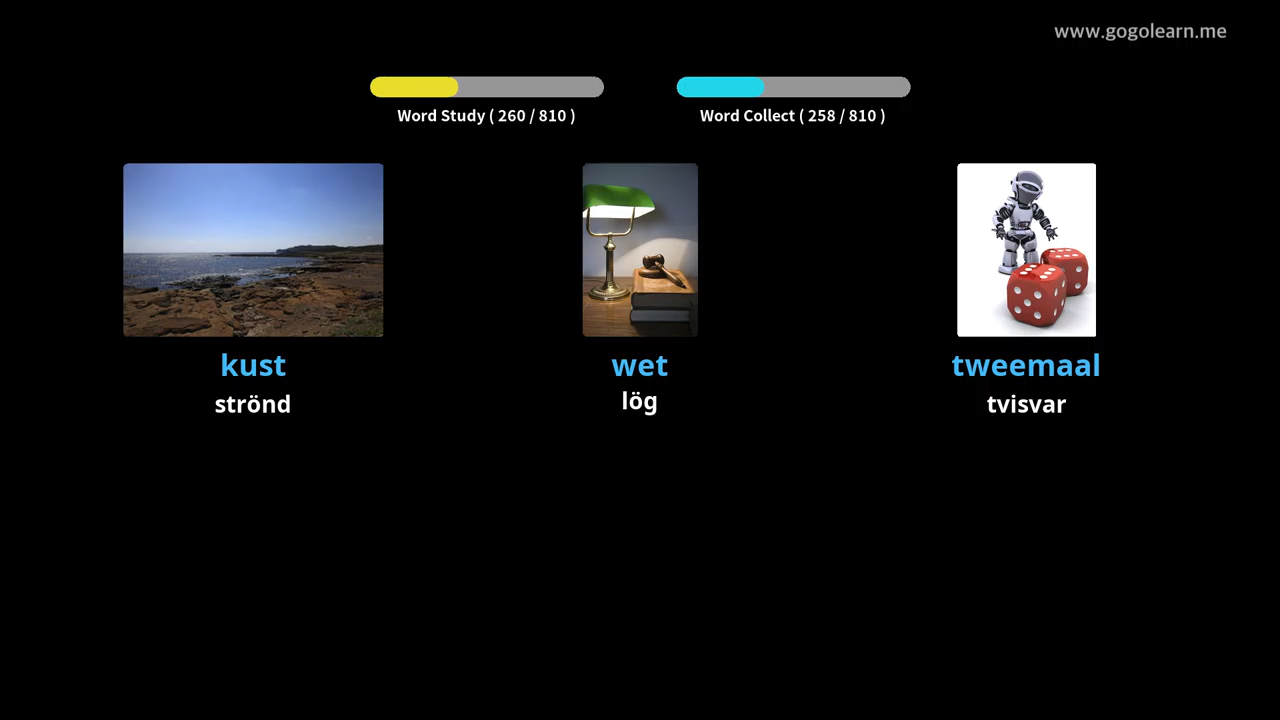 www.gogolearn.me
Word Study ( 260 / 810 )
Word Collect ( 258 / 810 )
kust
wet
tweemaal
strönd
lög
tvisvar